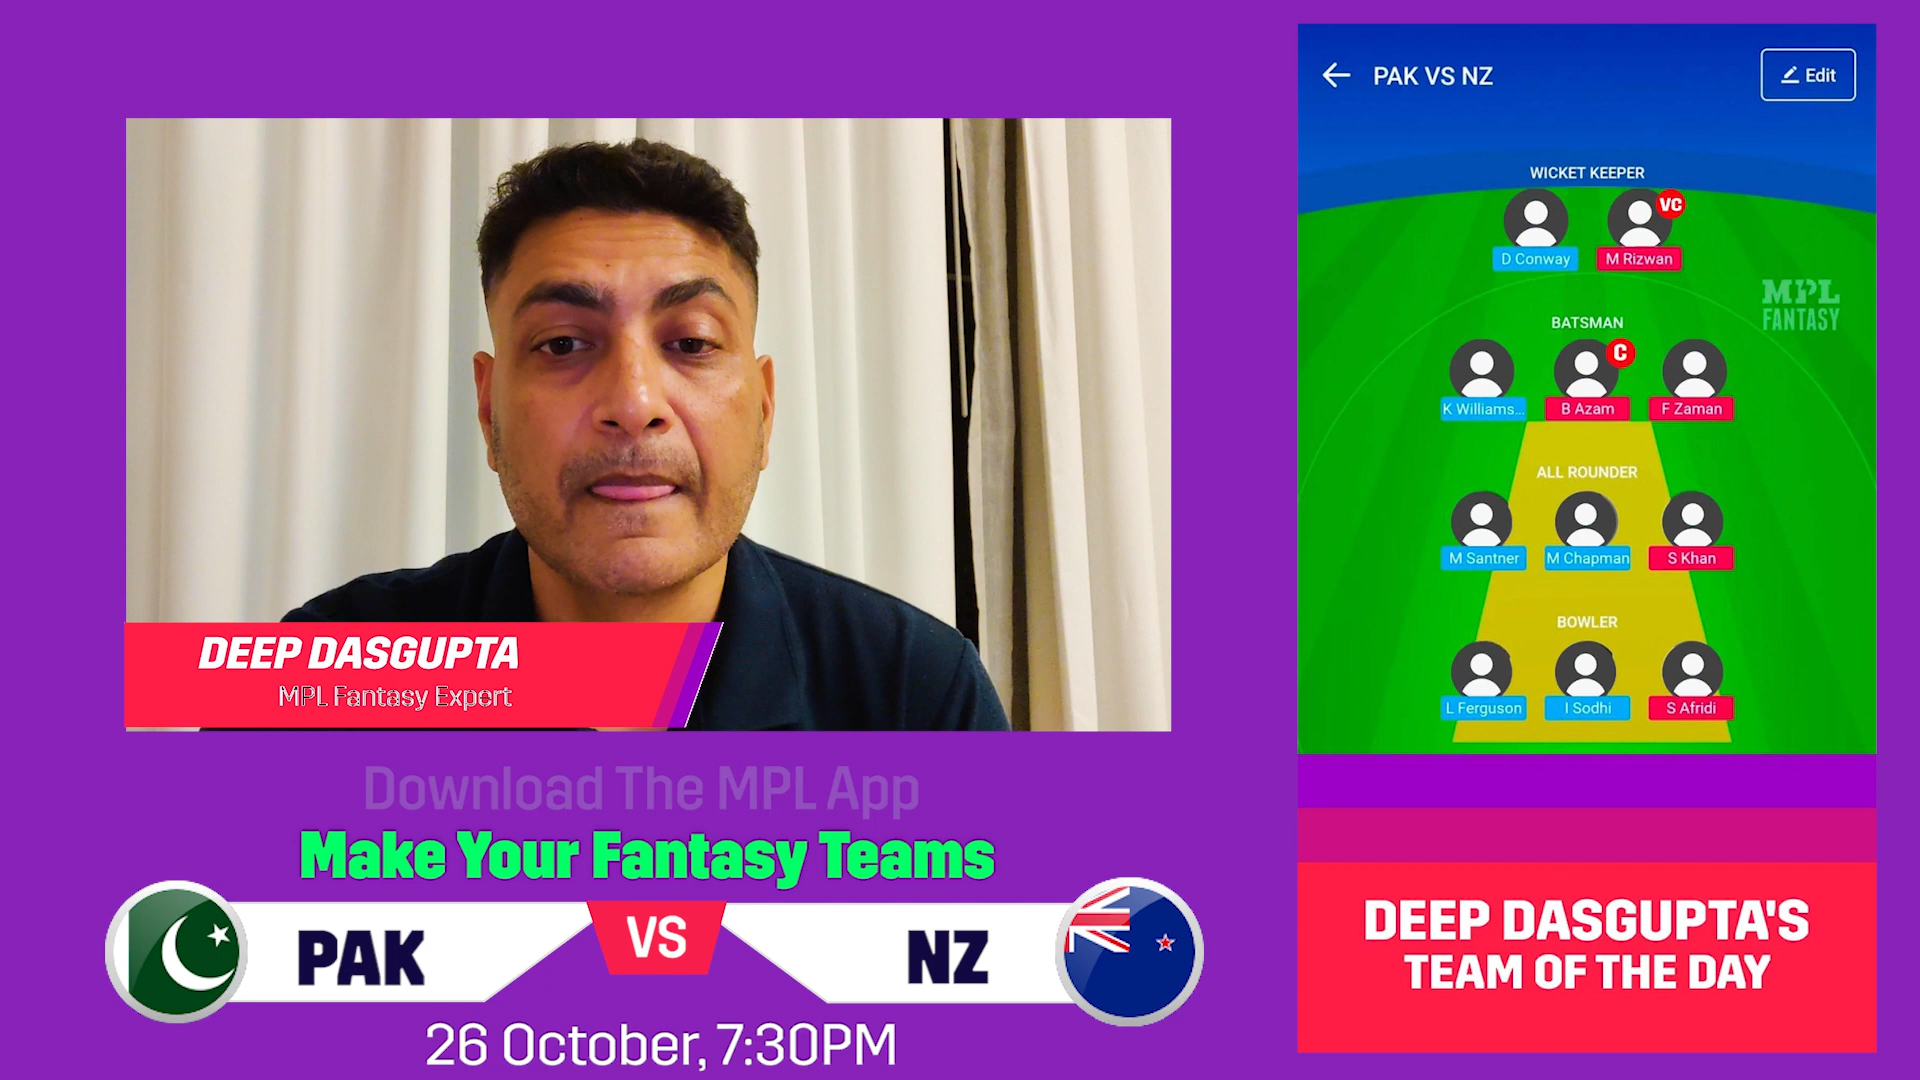 DEEP DASGUPTA
MPL Fantasy Expert
Download The MPL App
Make Your Fantasy Teams
PAK VS NZ
26 October, 7:30PM
PAK VS NZ
Edit
WICKET KEEPER
VC
D Conway M Rizwan
MPL
FANTASY
BATSMAN
C
K Williams... B Azam F Zaman
ALL ROUNDER
M Santner M Chapman S Khan
BOWLER
L Ferguson I Sodhi S Afridi
DEEP DASGUPTA'S
TEAM OF THE DAY